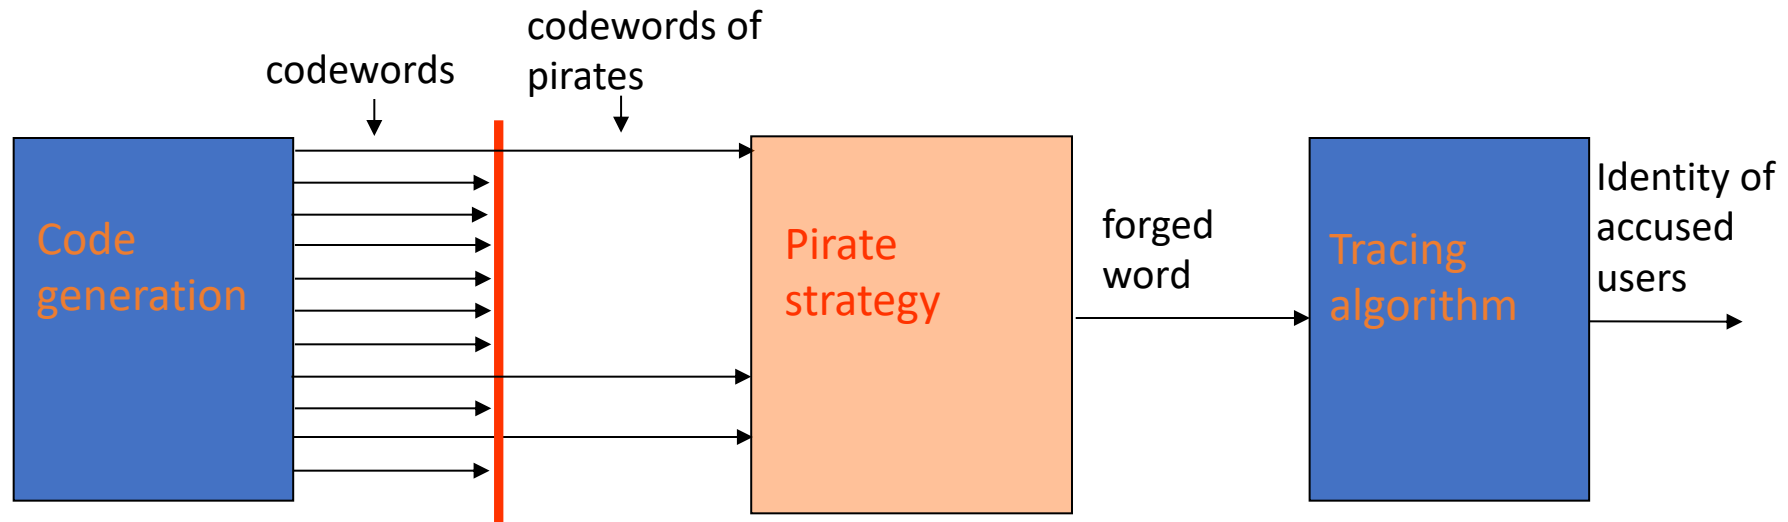 codewords
codewords of
pirates
Code
generation
Pirate
strategy
forged
word
Tracing
algorithm
Identity of
accused
users